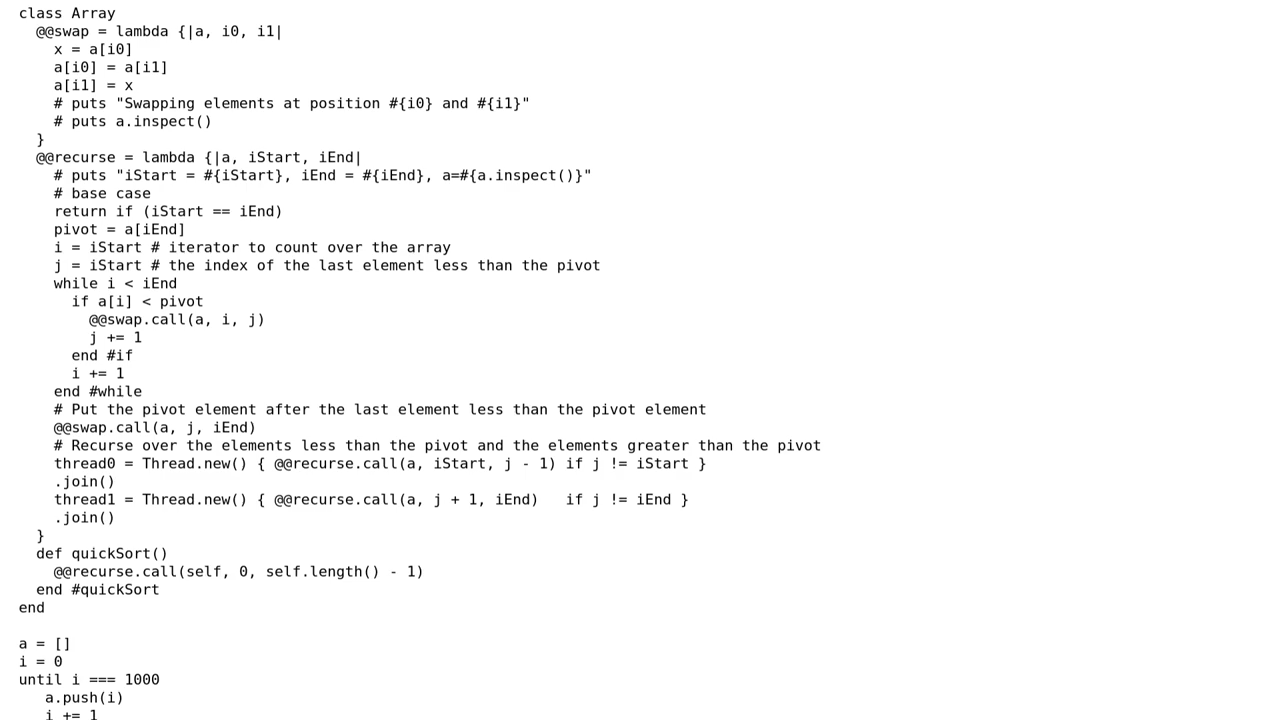 class Array
  @@swap = lambda {|a, i0, i1|
    x = a[i0]
    a[i0] = a[i1]
    a[i1] = x
    # puts "Swapping elements at position #{i0} and #{i1}"
    # puts a.inspect()
  }
  @@recurse = lambda {|a, iStart, iEnd|
    # puts "iStart = #{iStart}, iEnd = #{iEnd}, a=#{a.inspect()}"
    # base case
    return if (iStart == iEnd)
    pivot = a[iEnd]
    i = iStart # iterator to count over the array
    j = iStart # the index of the last element less than the pivot
    while i < iEnd
      if a[i] < pivot
        @@swap.call(a, i, j)
        j += 1
      end #if
      i += 1
    end #while
    # Put the pivot element after the last element less than the pivot element
    @@swap.call(a, j, iEnd)
    # Recurse over the elements less than the pivot and the elements greater than the pivot
    thread0 = Thread.new() { @@recurse.call(a, iStart, j - 1) if j != iStart }
    .join()
    thread1 = Thread.new() { @@recurse.call(a, j + 1, iEnd)   if j != iEnd }
    .join()
  }
  def quickSort()
    @@recurse.call(self, 0, self.length() - 1)
  end #quickSort
end

a = []
i = 0
until i === 1000
   a.push(i)
   i += 1